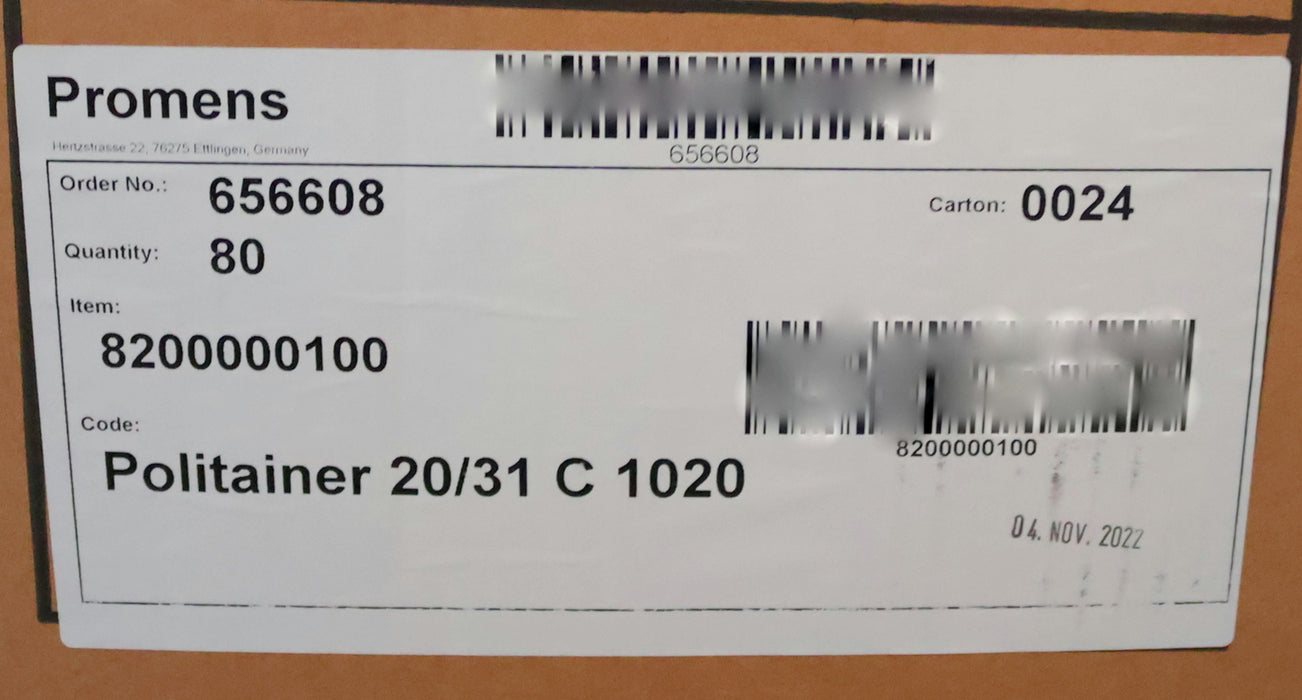 Promens
Hertzstrasse 22, 76275 Ettlingen, Germany
656608
Order No.: 656608
Carton: 0024
Quantity: 80
Item:
8200000100
8200000100
Code:
Politainer 20/31 C 1020
04. NOV. 2022